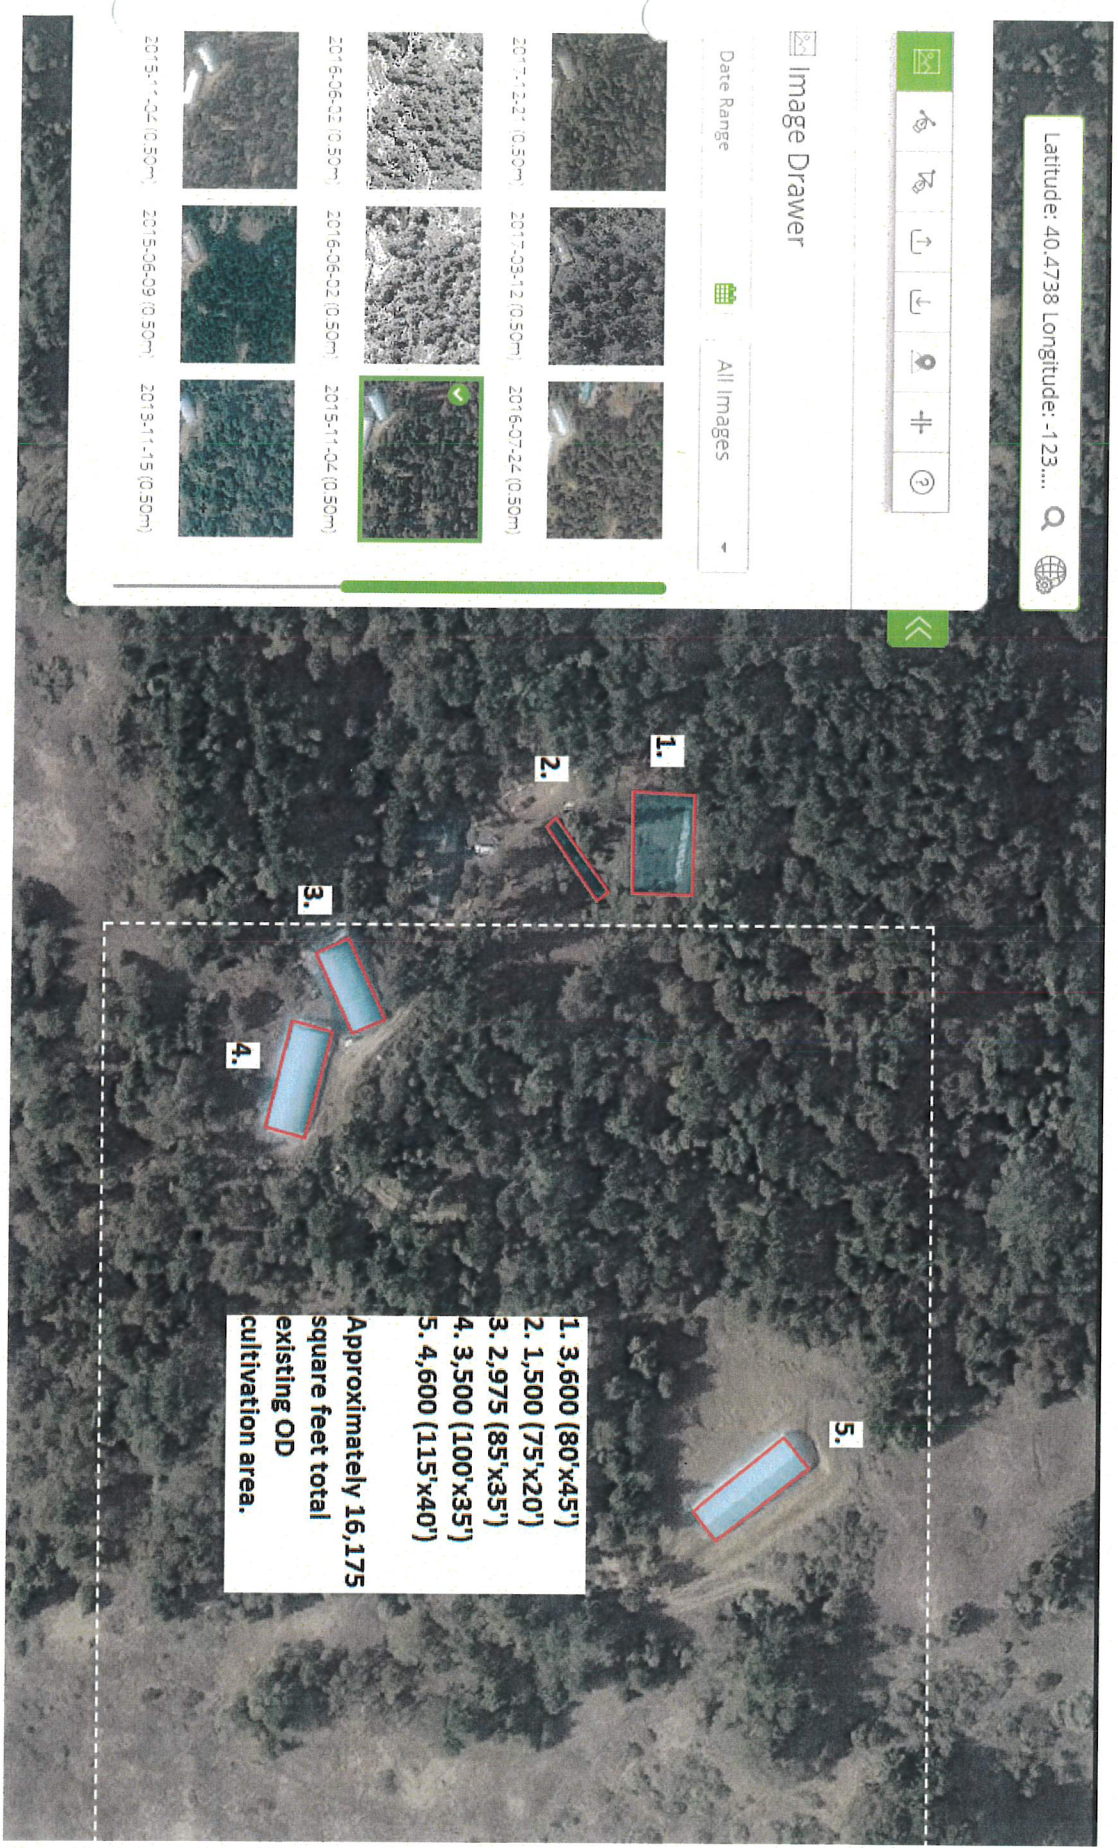 Latitude: 40.4738 Longitude: -123....
Image Drawer
Date Range
All Images
2017-12-21 (0.50m)
2017-03-12 (0.50m)
2016-07-24 (0.50m)
2016-06-02 (0.50m)
2016-06-02 (0.50m)
2015-11-04 (0.50m)
2015-11-04 (0.50m)
2015-06-09 (0.50m)
2013-11-15 (0.50m)
1.
2.
3.
4.
5.
1. 3,600 (80'x45')
2. 1,500 (75'x20')
3. 2,975 (85'x35')
4. 3,500 (100'x35')
5. 4,600 (115'x40')
Approximately 16,175
square feet total
existing OD
cultivation area.